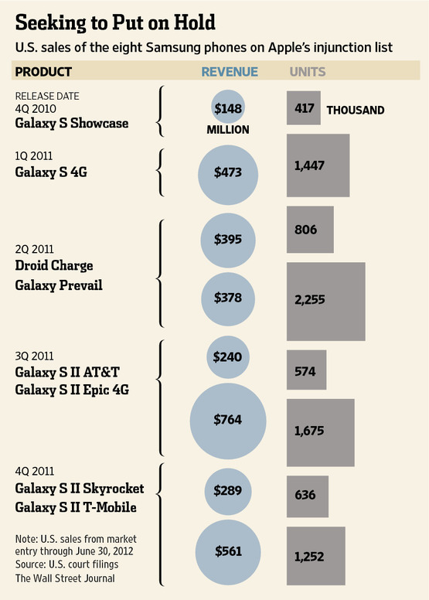 Seeking to Put on Hold
U.S. sales of the eight Samsung phones on Apple's injunction list
PRODUCT REVENUE UNITS
RELEASE DATE
4Q 2010
Galaxy S Showcase
$148
MILLION
417 THOUSAND
1Q 2011
Galaxy S 4G
$473
1,447
2Q 2011
Droid Charge
Galaxy Prevail
$395
806
$378
2,255
3Q 2011
Galaxy S II AT&T
Galaxy S II Epic 4G
$240
574
$764
1,675
4Q 2011
Galaxy S II Skyrocket
Galaxy S II T-Mobile
$289
636
$561
1,252
Note: U.S. sales from market
entry through June 30, 2012
Source: U.S. court filings
The Wall Street Journal